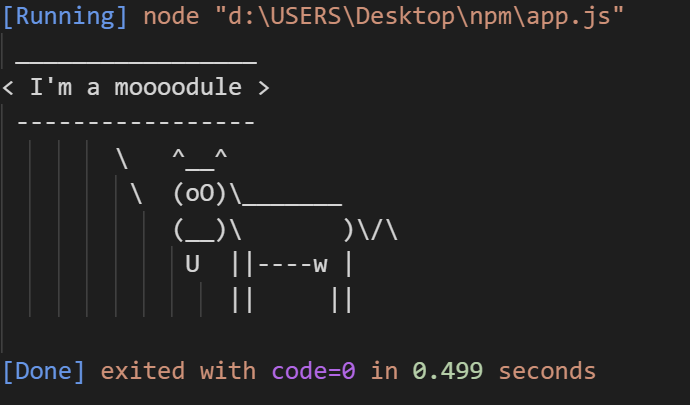 [Running] node "d:\USERS\Desktop\npm\app.js"
 _________________
< I'm a moooodule >
 -----------------
        \   ^__^
         \  (oO)\_______
            (__)\       )\/\
             U  ||----w |
                ||     ||
[Done] exited with code=0 in 0.499 seconds